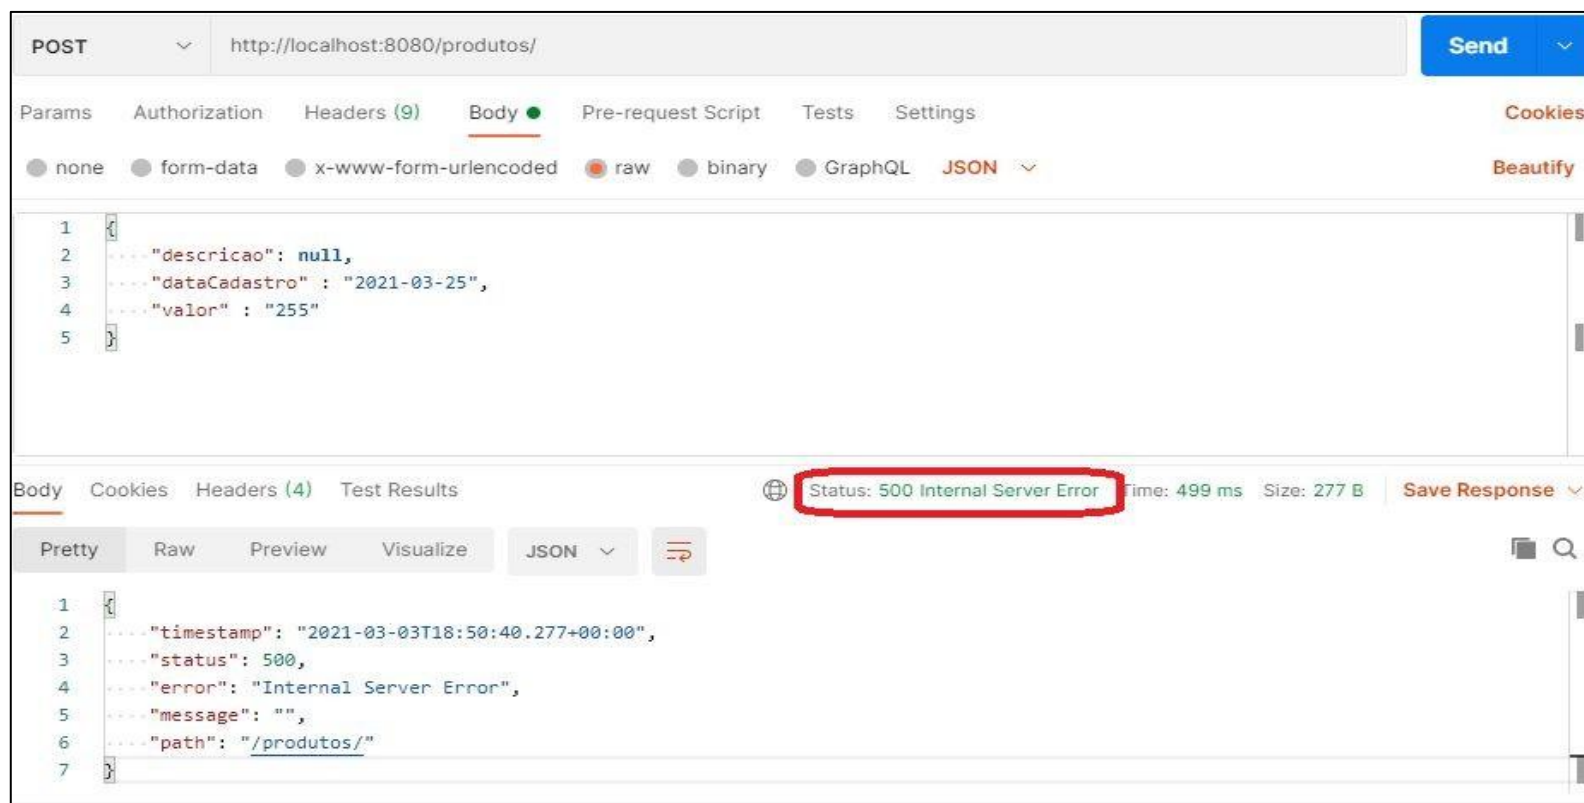 POST http://localhost:8080/produtos/ Send
Params Authorization Headers (9) Body Pre-request Script Tests Settings Cookies
none form-data x-www-form-urlencoded raw binary GraphQL JSON Beautify
1 {
2 "descricao": null,
3 "dataCadastro" : "2021-03-25",
4 "valor" : "255"
5 }
Body Cookies Headers (4) Test Results Status: 500 Internal Server Error Time: 499 ms Size: 277 B Save Response
Pretty Raw Preview Visualize JSON
1 {
2 "timestamp": "2021-03-03T18:50:40.277+00:00",
3 "status": 500,
4 "error": "Internal Server Error",
5 "message": "",
6 "path": "/produtos/"
7 }